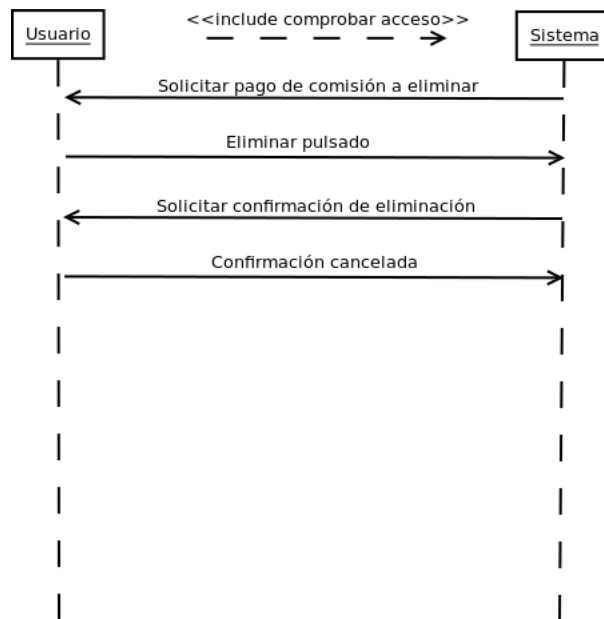 <<include comprobar acceso>>
Usuario
Sistema
Solicitar pago de comisión a eliminar
Eliminar pulsado
Solicitar confirmación de eliminación
Confirmación cancelada